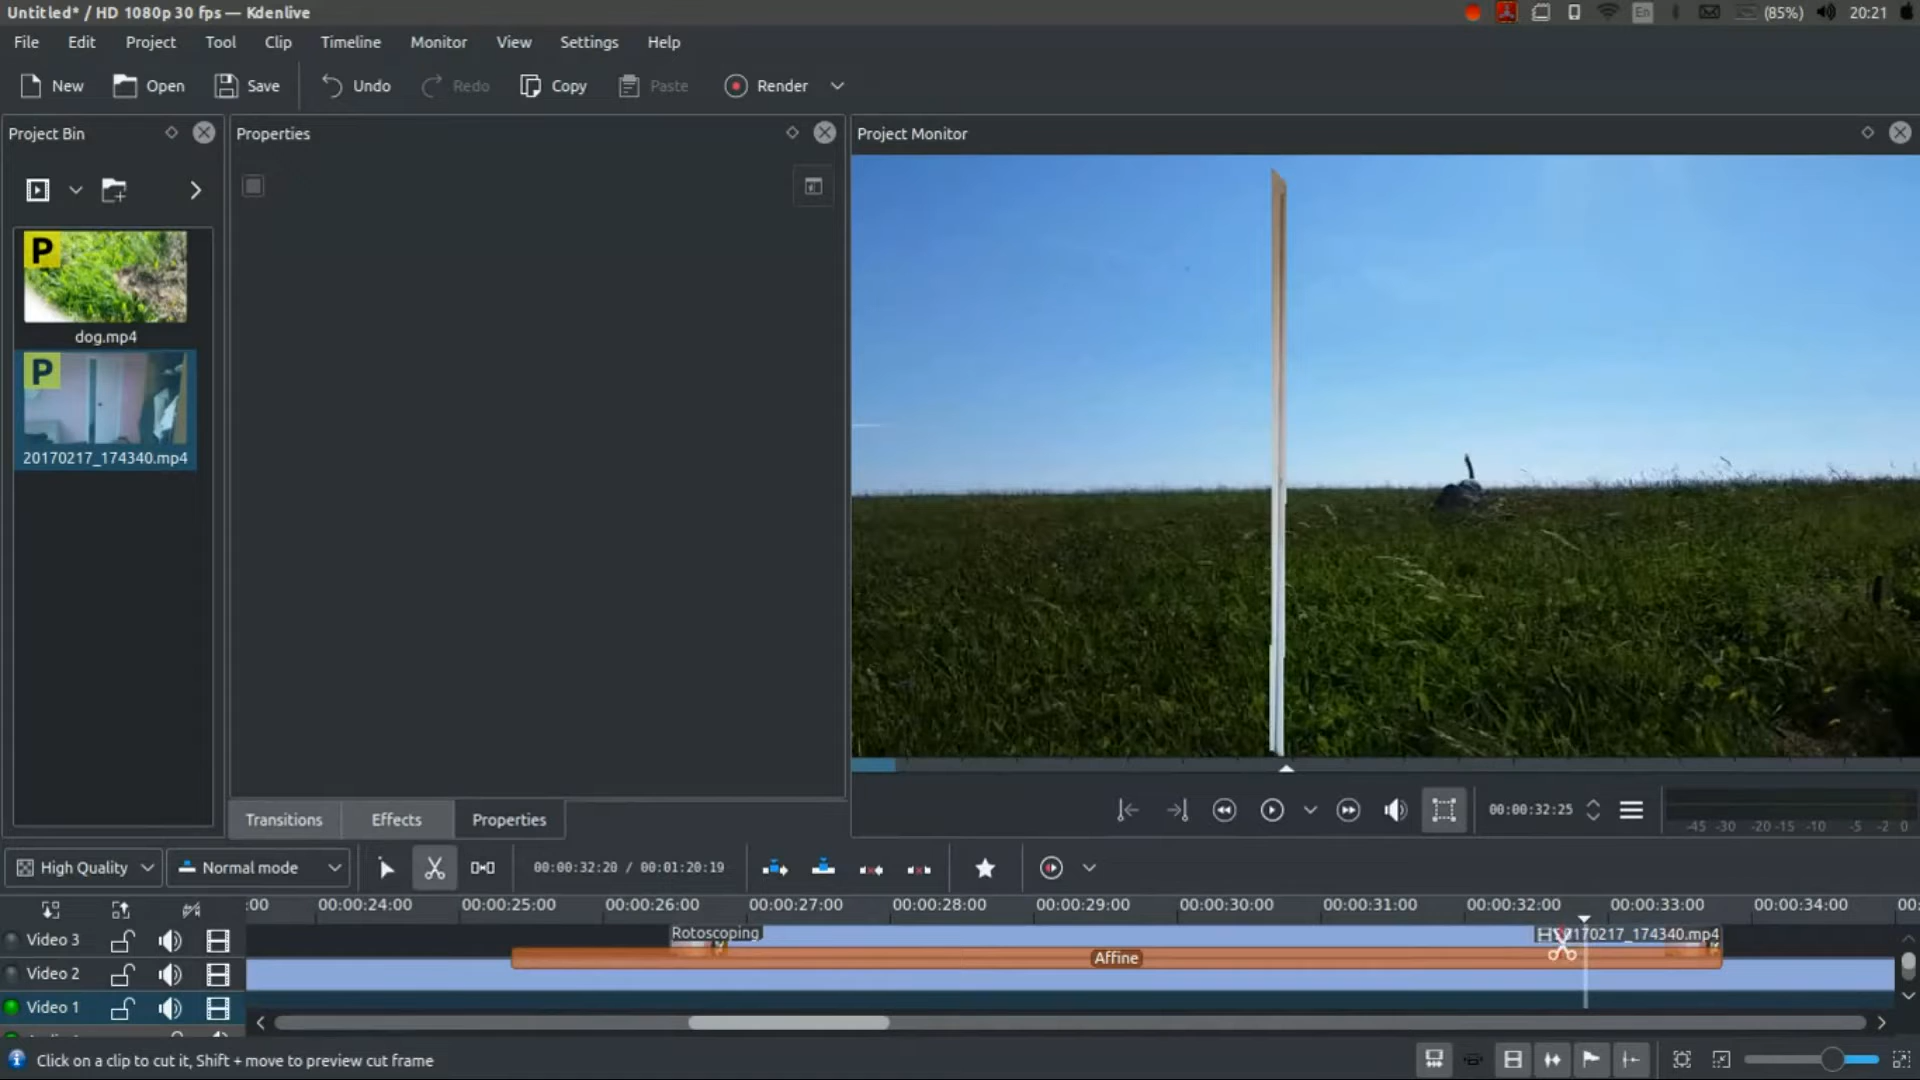 Untitled* / HD 1080p 30 fps — Kdenlive
En (85%) 20:21
File Edit Project Tool Clip Timeline Monitor View Settings Help
New Open Save Undo Redo Copy Paste Render
Project Bin Properties Project Monitor
P
dog.mp4
P
20170217_174340.mp4
00:00:32:25
-45 -30 -20 -15 -10 -5 -2 0
Transitions Effects Properties
High Quality Normal mode 00:00:32:20 / 00:01:20:19
:00 00:00:24:00 00:00:25:00 00:00:26:00 00:00:27:00 00:00:28:00 00:00:29:00 00:00:30:00 00:00:31:00 00:00:32:00 00:00:33:00 00:00:34:00 00:
Video 3 Rotoscoping 0170217_174340.mp4
Affine
Video 2
Video 1
Click on a clip to cut it, Shift + move to preview cut frame